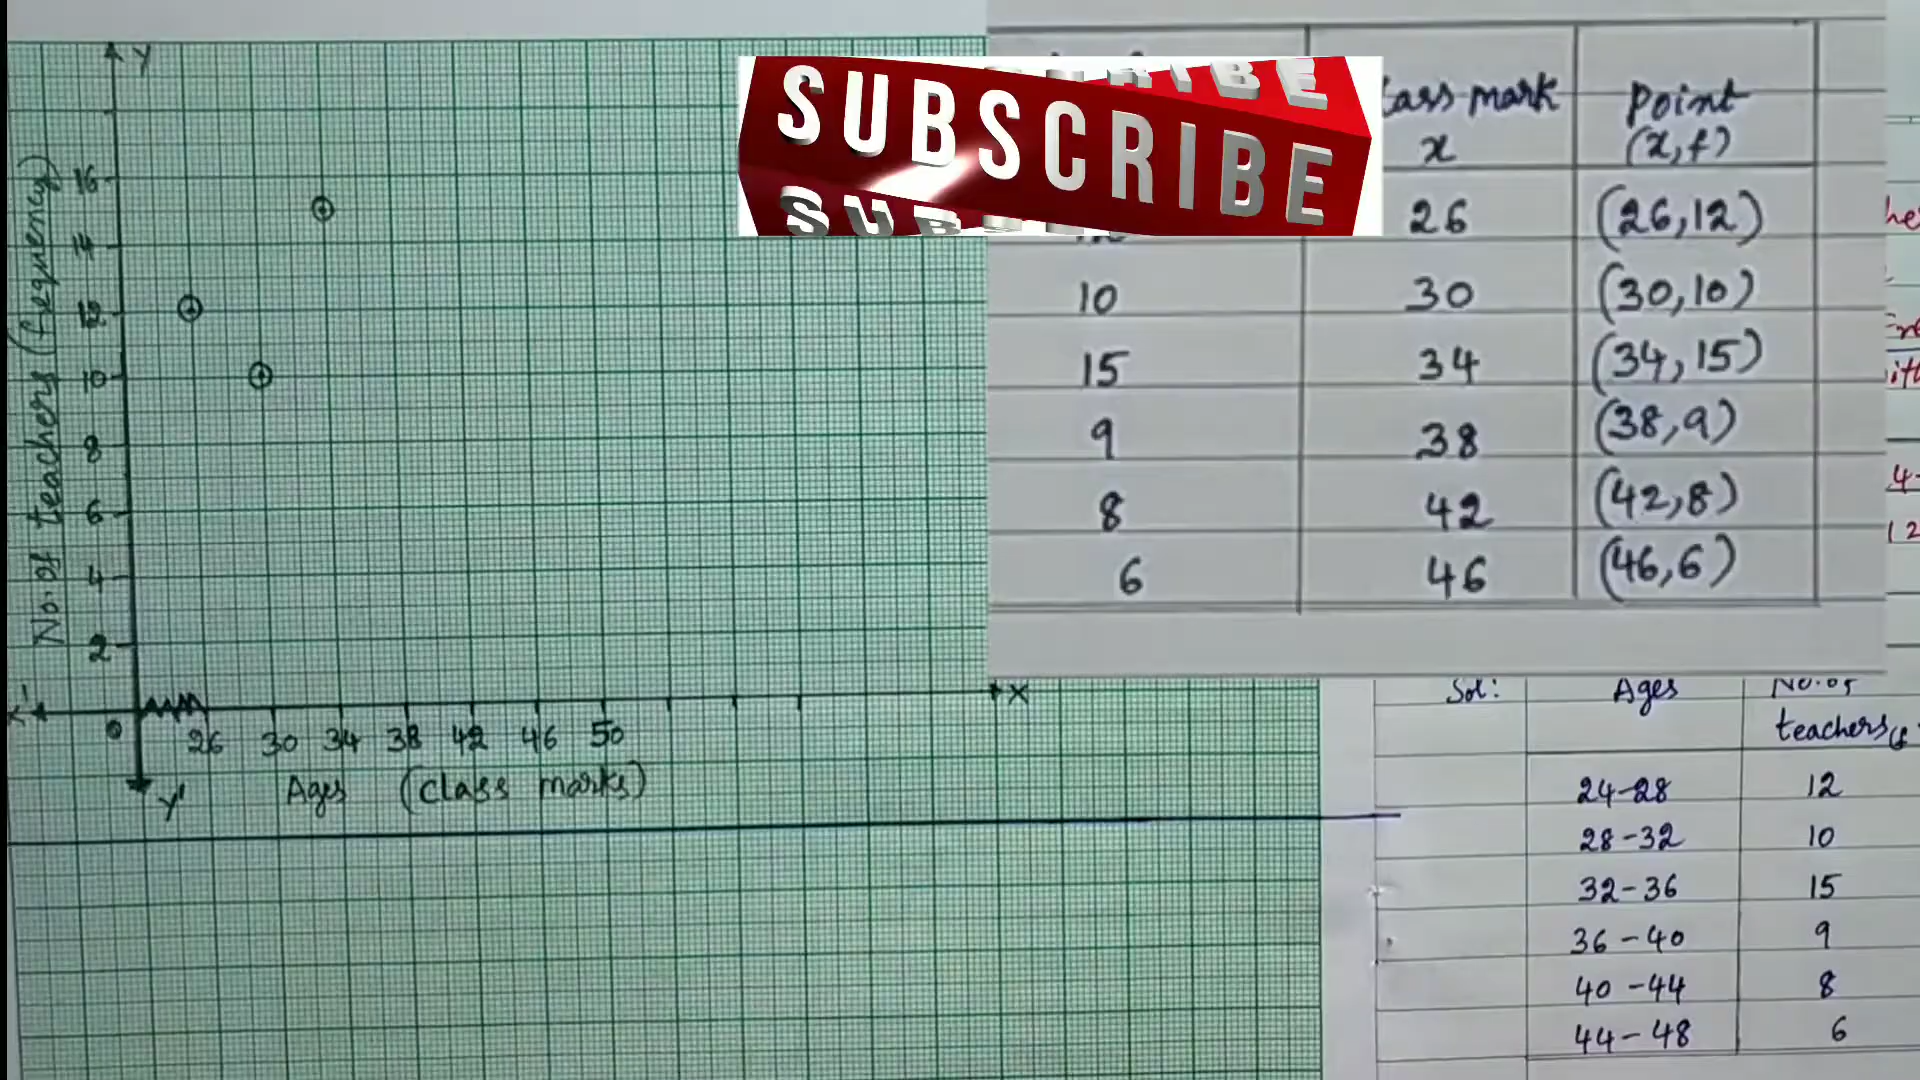 Y
No. of teachers (frequency)
16
14
12
10
8
6
4
2
0
26 30 34 38 42 46 50
X
X'
Y'
Ages (class marks)
SUBSCRIBE
mark Point
x (x,f)
26 (26,12)
10 30 (30,10)
15 34 (34,15)
9 38 (38,9)
8 42 (42,8)
6 46 (46,6)
Sol: Ages No. of
teachers
24-28 12
28-32 10
32-36 15
36-40 9
40-44 8
44-48 6